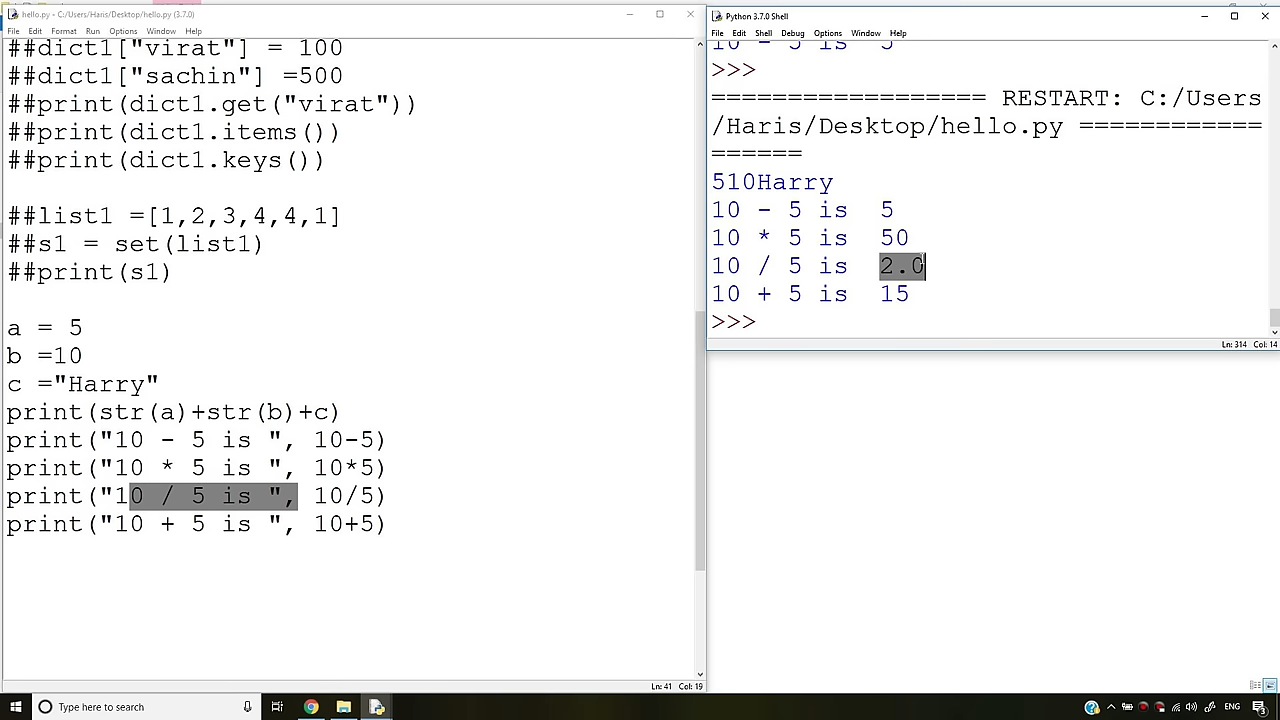 hello.py - C:/Users/Haris/Desktop/hello.py (3.7.0)
File Edit Format Run Options Window Help
##dict1["virat"] = 100
##dict1["sachin"] =500
##print(dict1.get("virat"))
##print(dict1.items())
##print(dict1.keys())
##list1 =[1,2,3,4,4,1]
##s1 = set(list1)
##print(s1)
a = 5
b =10
c ="Harry"
print(str(a)+str(b)+c)
print("10 - 5 is ", 10-5)
print("10 * 5 is ", 10*5)
print("10 / 5 is ", 10/5)
print("10 + 5 is ", 10+5)
Ln: 41 Col: 19
Python 3.7.0 Shell
File Edit Shell Debug Options Window Help
10 - 5 is  5
>>>
================== RESTART: C:/Users
/Haris/Desktop/hello.py ============
======
510Harry
10 - 5 is  5
10 * 5 is  50
10 / 5 is  2.0
10 + 5 is  15
>>>
Ln: 314 Col: 14
Type here to search
ENG